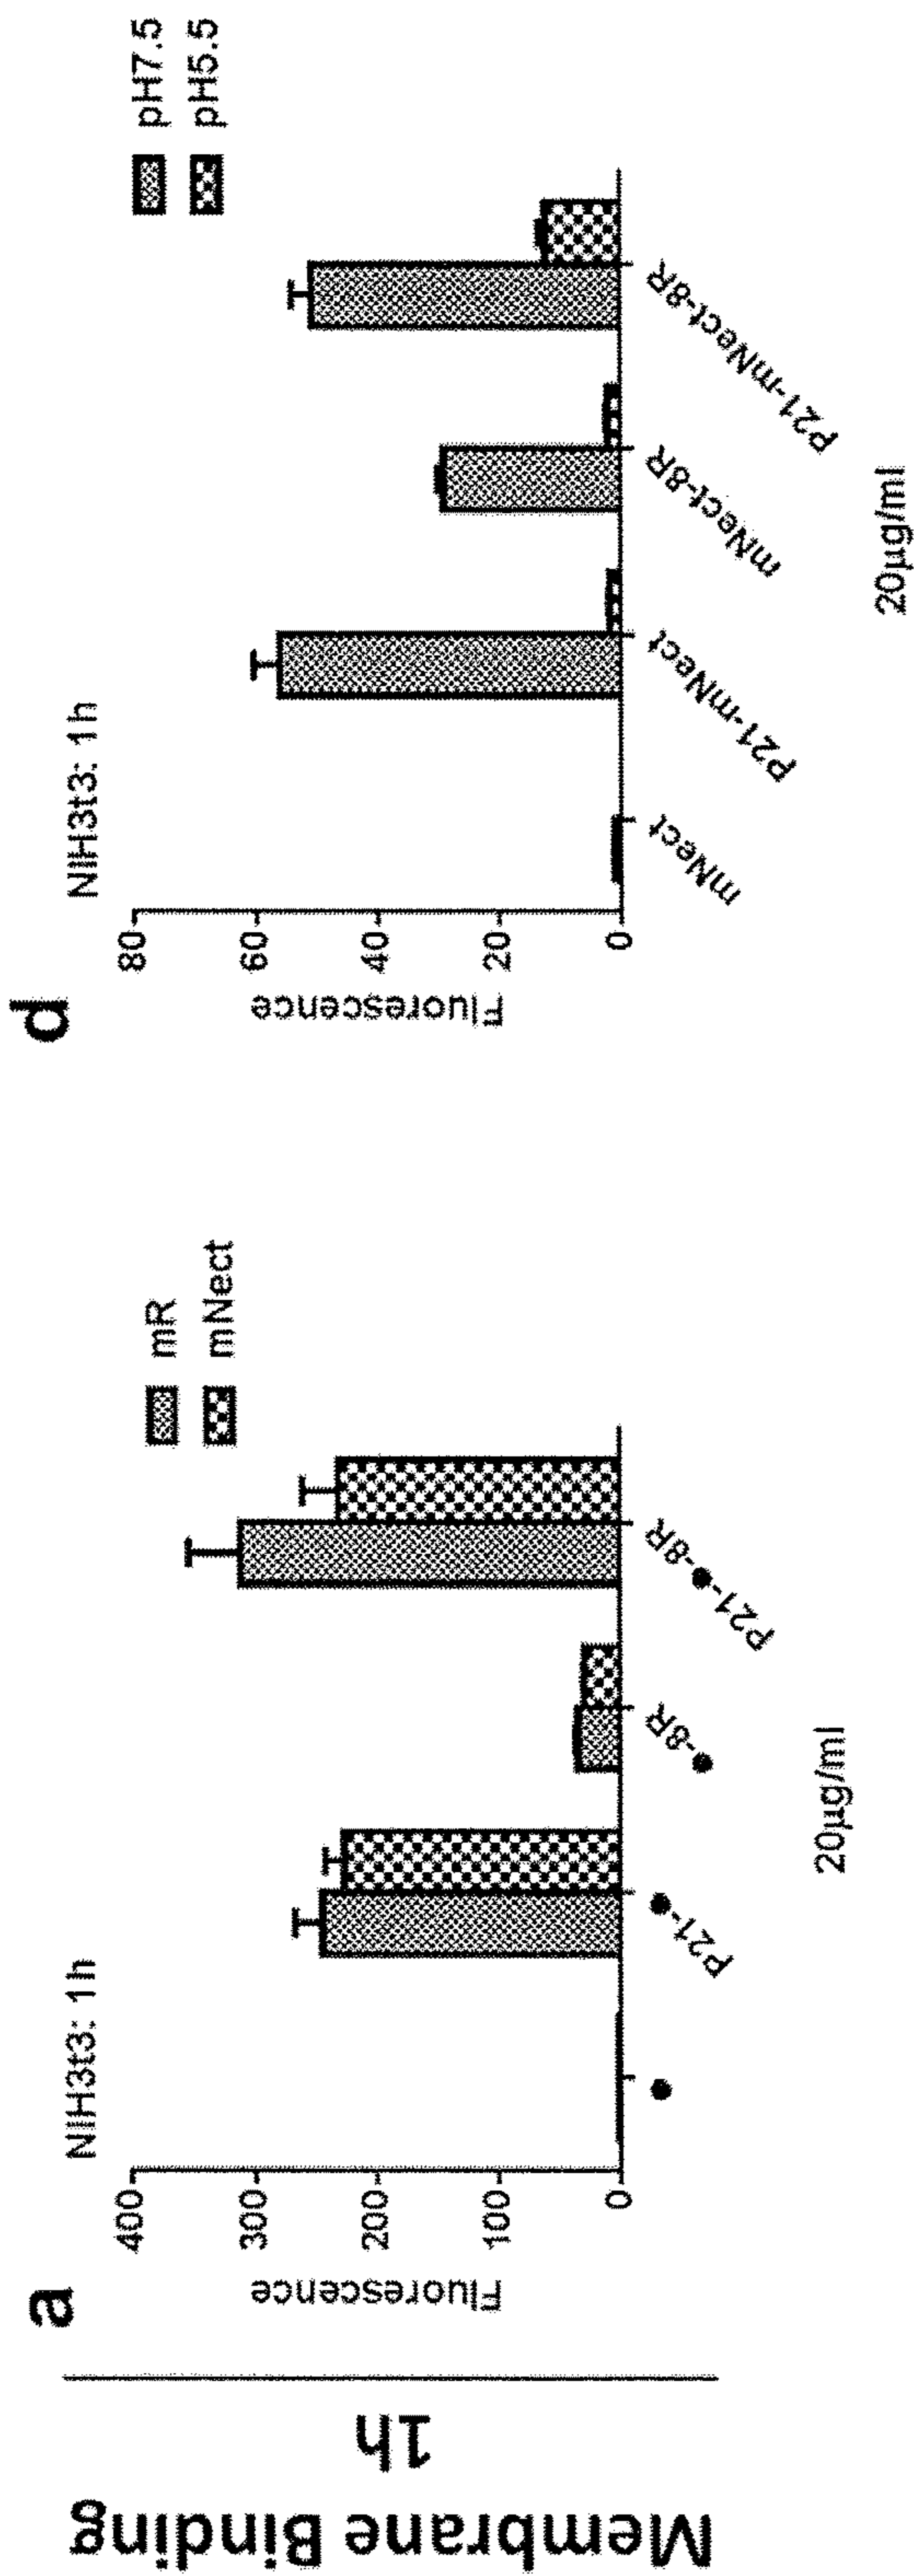 Membrane Binding
1h
a
NIH3t3: 1h
mR
mNect
Fluorescence
400
300
200
100
0
●
P21-●
●-8R
P21-●-8R
20µg/ml
d
NIH3t3: 1h
pH7.5
pH5.5
Fluorescence
80
60
40
20
0
mNect
P21-mNect
mNect-8R
P21-mNect-8R
20µg/ml